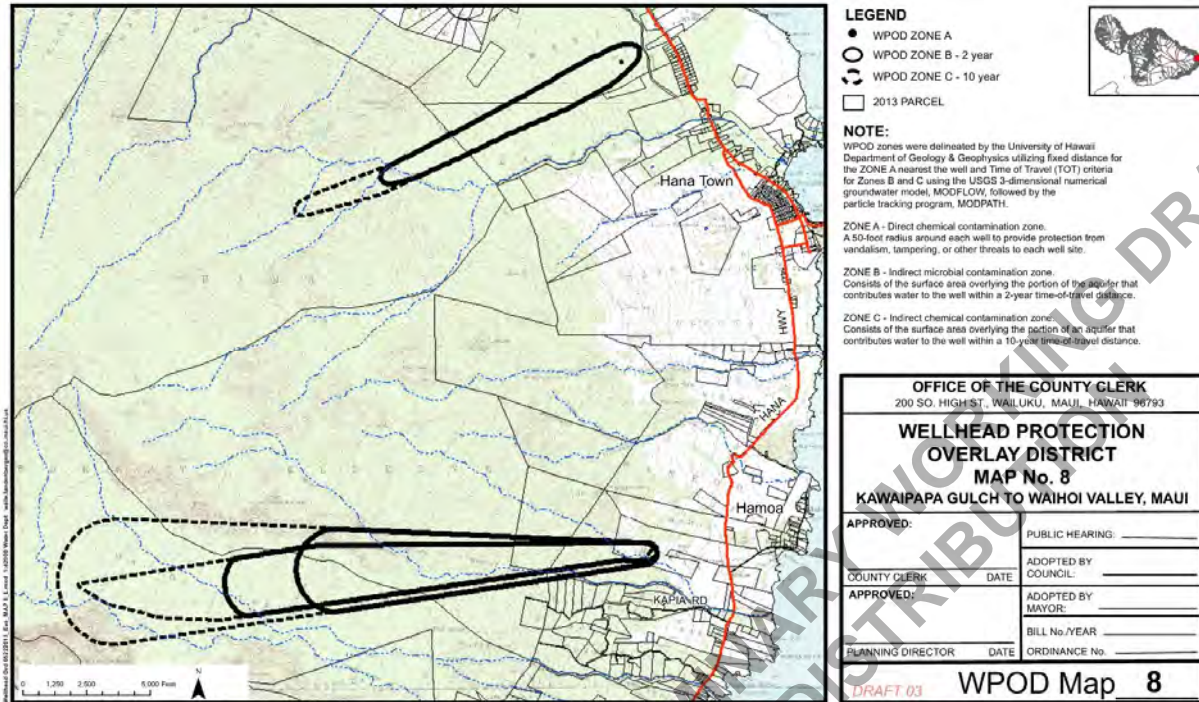 Hana Town
HWY
HANA
Hamoa
KAPIA RD
0 1,250 2,500 5,000 Feet
N
LEGEND
WPOD ZONE A
WPOD ZONE B - 2 year
WPOD ZONE C - 10 year
2013 PARCEL
NOTE:
WPOD zones were delineated by the University of Hawaii
Department of Geology & Geophysics utilizing fixed distance for
the ZONE A nearest the well and Time of Travel (TOT) criteria
for Zones B and C using the USGS 3-dimensional numerical
groundwater model, MODFLOW, followed by the
particle tracking program, MODPATH.
ZONE A - Direct chemical contamination zone.
A 50-foot radius around each well to provide protection from
vandalism, tampering, or other threats to each well site.
ZONE B - Indirect microbial contamination zone.
Consists of the surface area overlying the portion of the aquifer that
contributes water to the well within a 2-year time-of-travel distance.
ZONE C - Indirect chemical contamination zone.
Consists of the surface area overlying the portion of an aquifer that
contributes water to the well within a 10-year time-of-travel distance.
OFFICE OF THE COUNTY CLERK
200 SO. HIGH ST., WAILUKU, MAUI, HAWAII 96793
WELLHEAD PROTECTION
OVERLAY DISTRICT
MAP No. 8
KAWAIPAPA GULCH TO WAIHOI VALLEY, MAUI
APPROVED:
COUNTY CLERK DATE
APPROVED:
PLANNING DIRECTOR DATE
PUBLIC HEARING:
ADOPTED BY
COUNCIL:
ADOPTED BY
MAYOR:
BILL No./YEAR
ORDINANCE No.
DRAFT 03 WPOD Map 8
WORKING
DISTRIBUTION